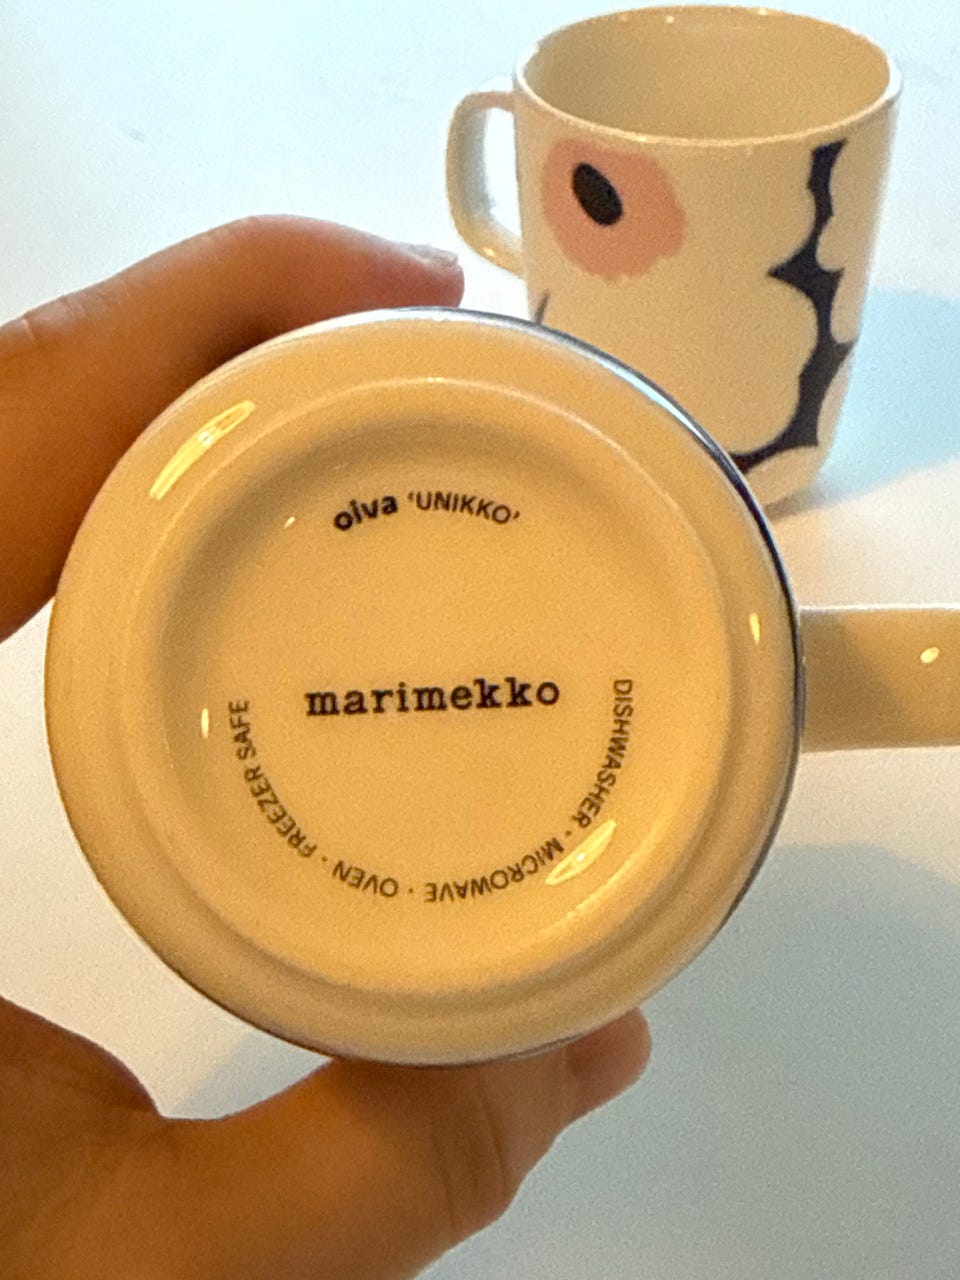 oiva 'UNIKKO'
marimekko
DISHWASHER · MICROWAVE · OVEN · FREEZER SAFE